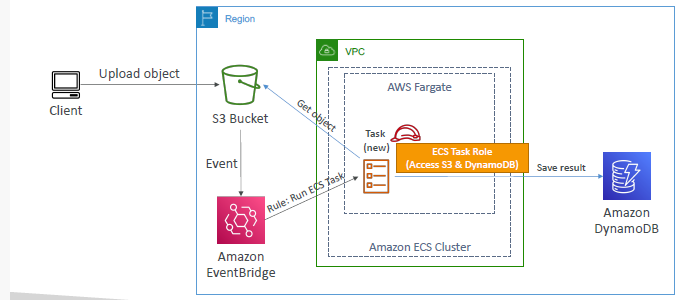 Region
VPC
AWS Fargate
Upload object
Client
S3 Bucket
Get object
Task
(new)
ECS Task Role
(Access S3 & DynamoDB)
Save result
Event
Rule: Run ECS Task
Amazon
EventBridge
Amazon ECS Cluster
Amazon
DynamoDB